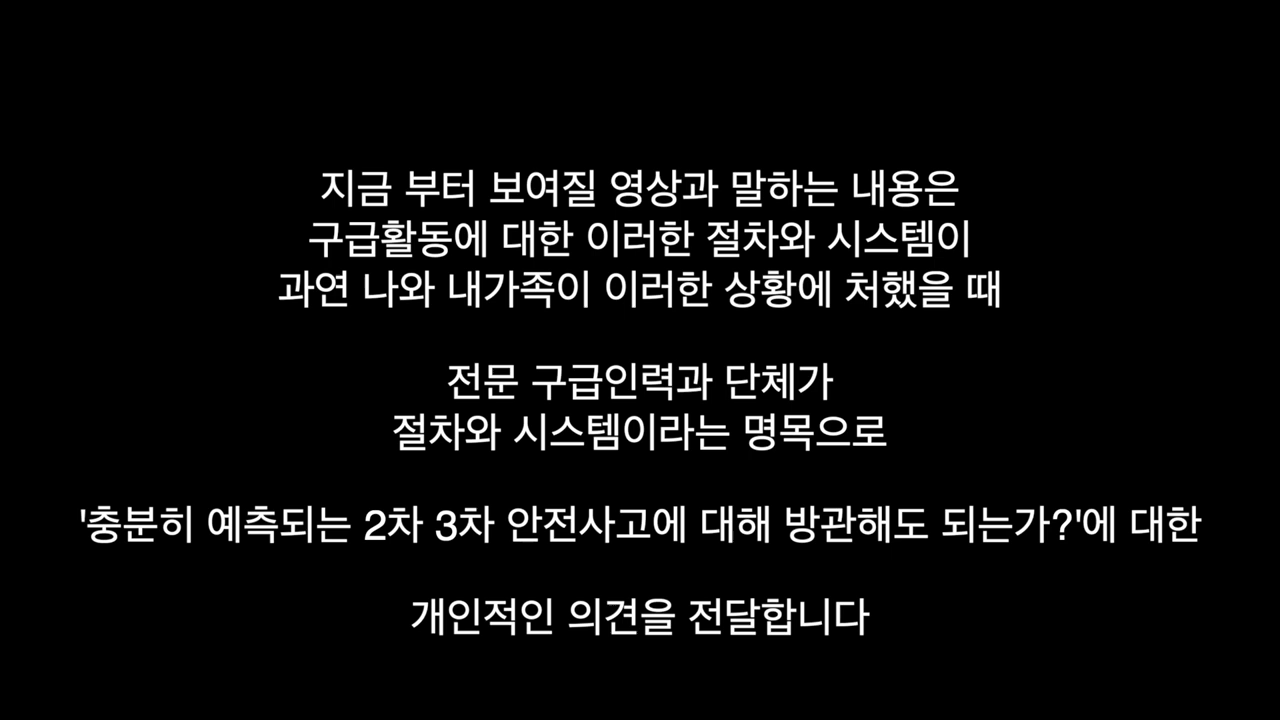 지금 부터 보여질 영상과 말하는 내용은
구급활동에 대한 이러한 절차와 시스템이
과연 나와 내가족이 이러한 상황에 처했을 때
전문 구급인력과 단체가
절차와 시스템이라는 명목으로
'충분히 예측되는 2차 3차 안전사고에 대해 방관해도 되는가?'에 대한
개인적인 의견을 전달합니다